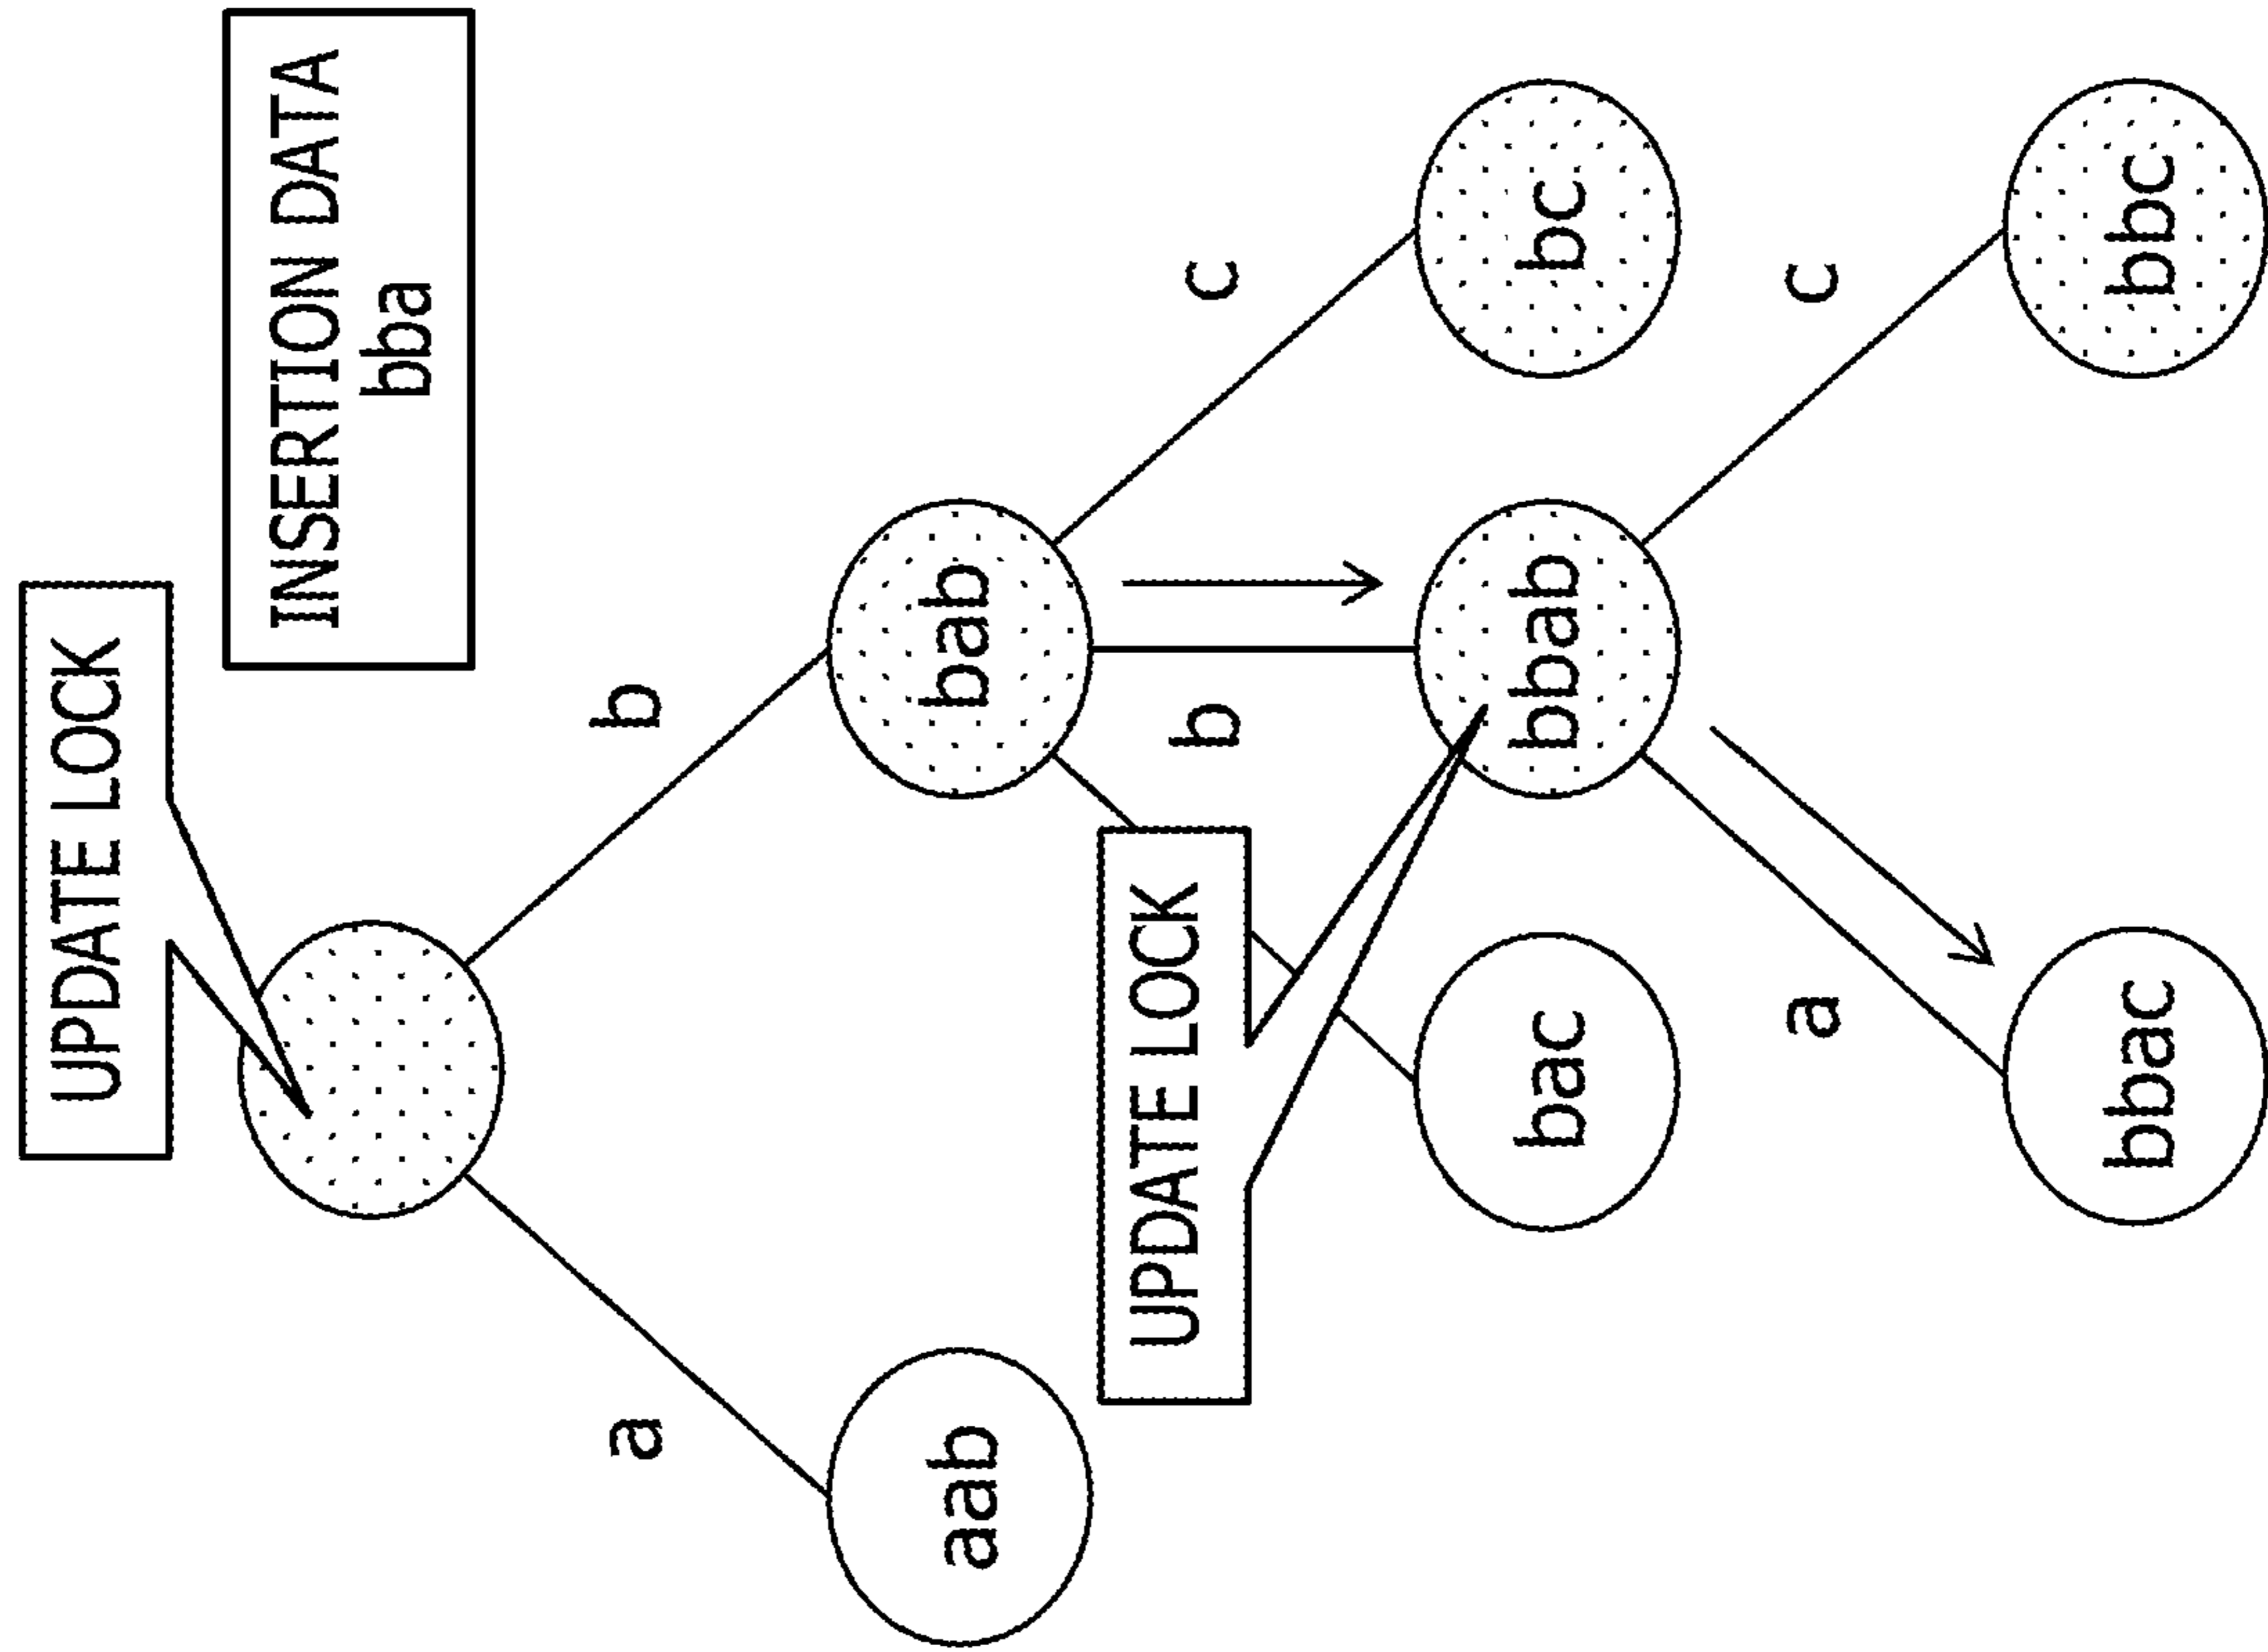 UPDATE LOCK
INSERTION DATA
bba
a
b
aab
bab
UPDATE LOCK
b
c
bac
bbab
bc
a
c
bbac
bbc